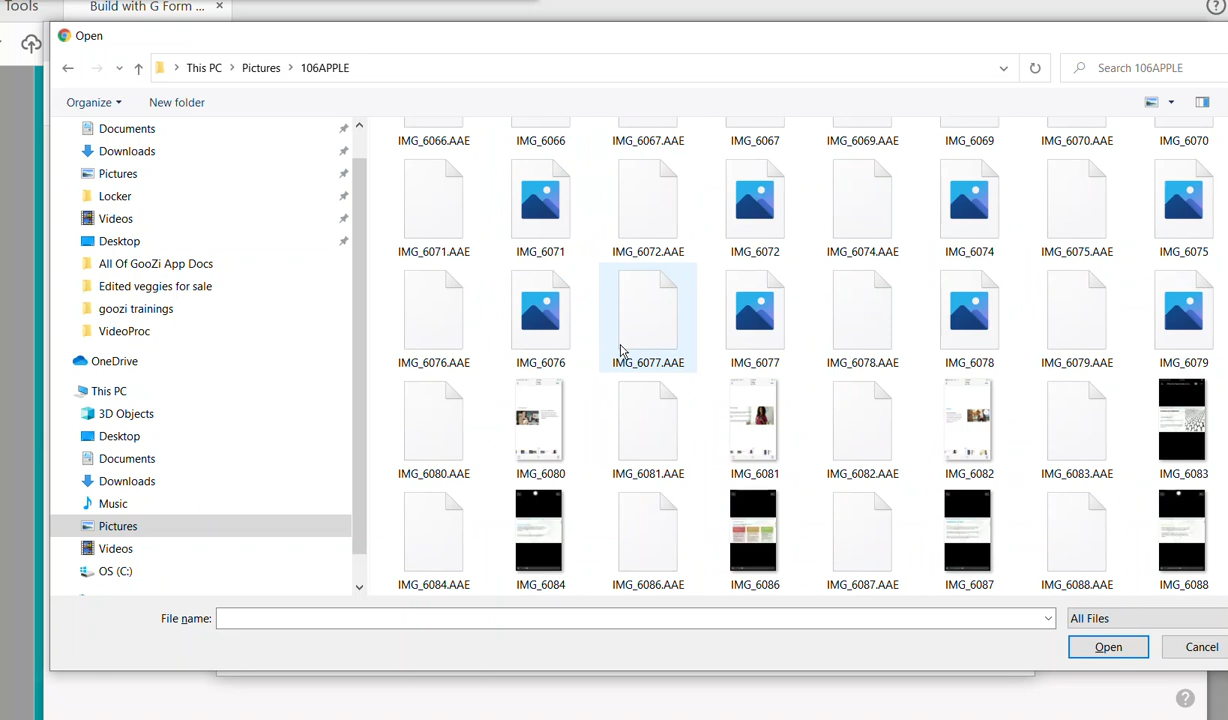 Tools
Build with G Form ...
Open
This PC
Pictures
106APPLE
Search 106APPLE
Organize
New folder
Documents
Downloads
Pictures
Locker
Videos
Desktop
All Of GooZi App Docs
Edited veggies for sale
goozi trainings
VideoProc
OneDrive
This PC
3D Objects
Desktop
Documents
Downloads
Music
Pictures
Videos
OS (C:)
IMG_6066.AAE IMG_6066 IMG_6067.AAE IMG_6067 IMG_6069.AAE IMG_6069 IMG_6070.AAE IMG_6070
IMG_6071.AAE IMG_6071 IMG_6072.AAE IMG_6072 IMG_6074.AAE IMG_6074 IMG_6075.AAE IMG_6075
IMG_6076.AAE IMG_6076 IMG_6077.AAE IMG_6077 IMG_6078.AAE IMG_6078 IMG_6079.AAE IMG_6079
IMG_6080.AAE IMG_6080 IMG_6081.AAE IMG_6081 IMG_6082.AAE IMG_6082 IMG_6083.AAE IMG_6083
IMG_6084.AAE IMG_6084 IMG_6086.AAE IMG_6086 IMG_6087.AAE IMG_6087 IMG_6088.AAE IMG_6088
File name:
All Files
Open
Cancel